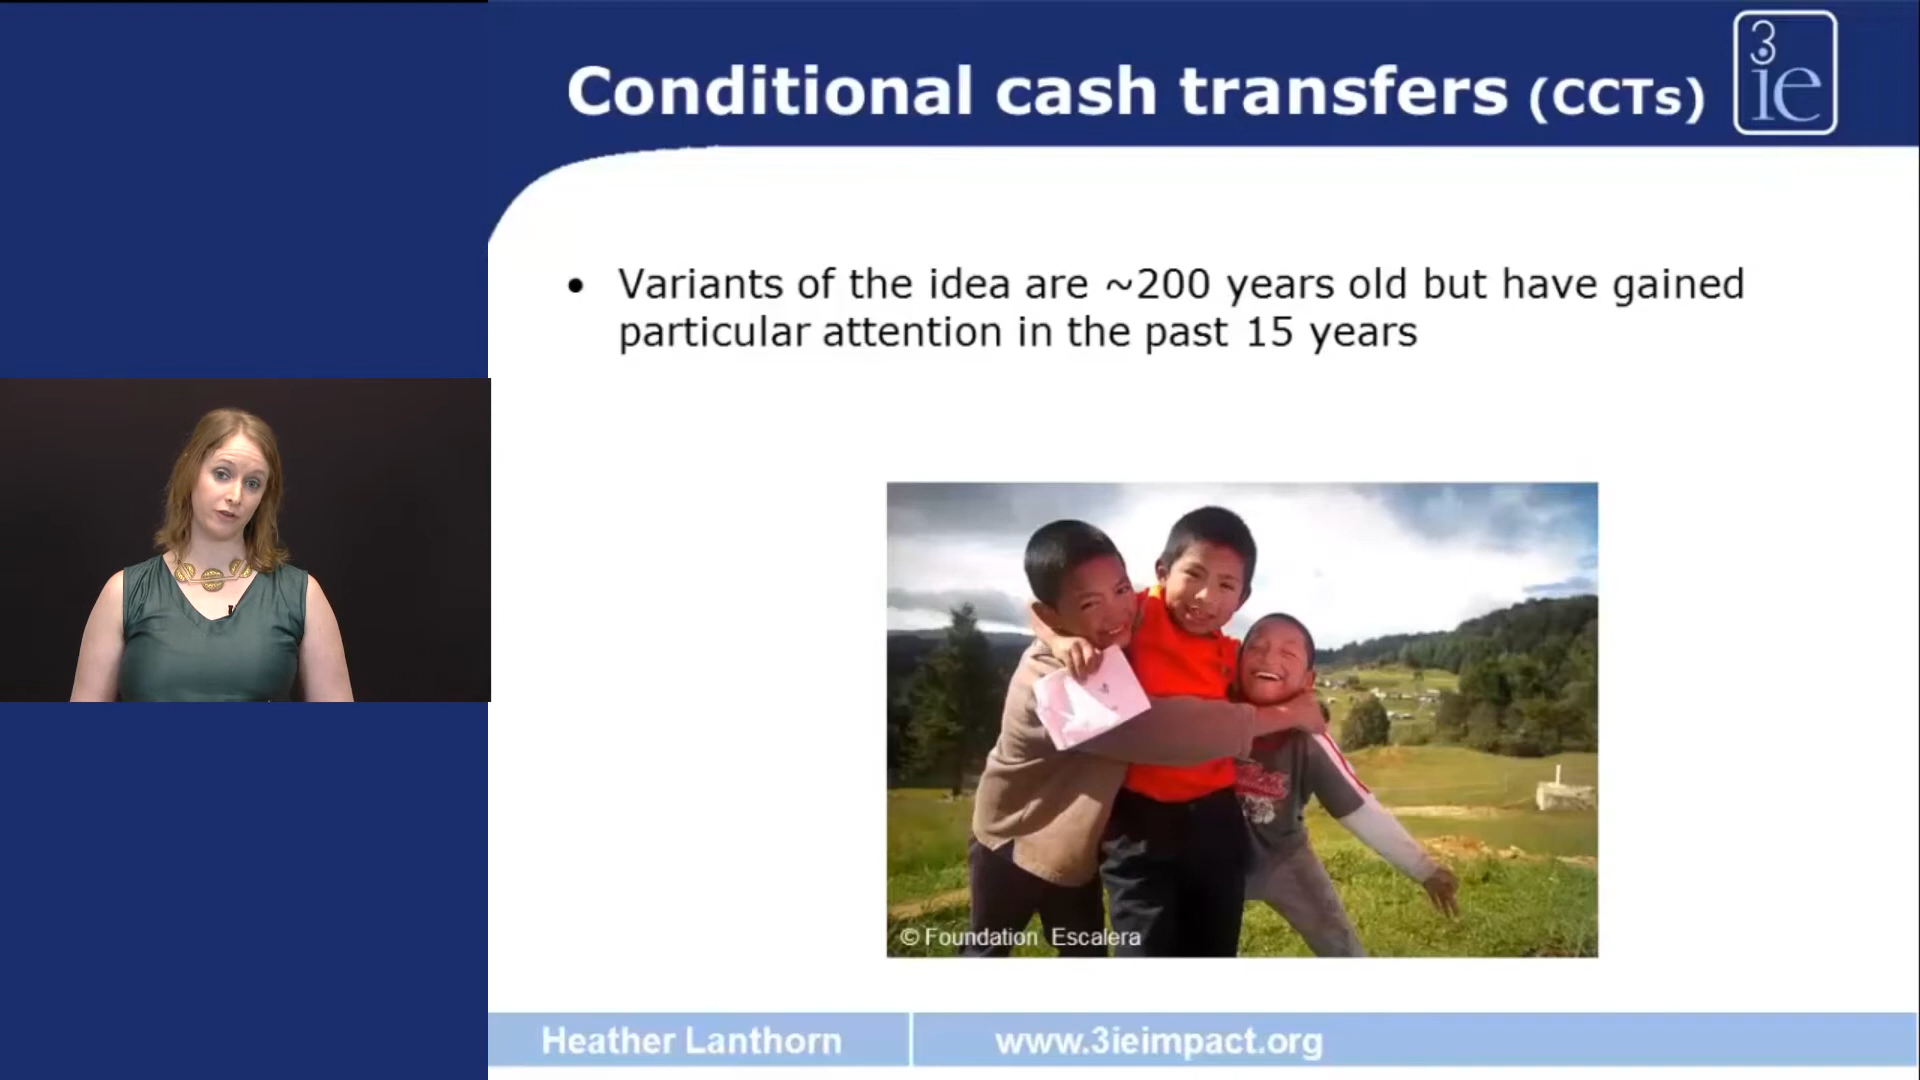 Conditional cash transfers (CCTs)
3
ie
• Variants of the idea are ~200 years old but have gained
particular attention in the past 15 years
© Foundation Escalera
Heather Lanthorn
www.3ieimpact.org